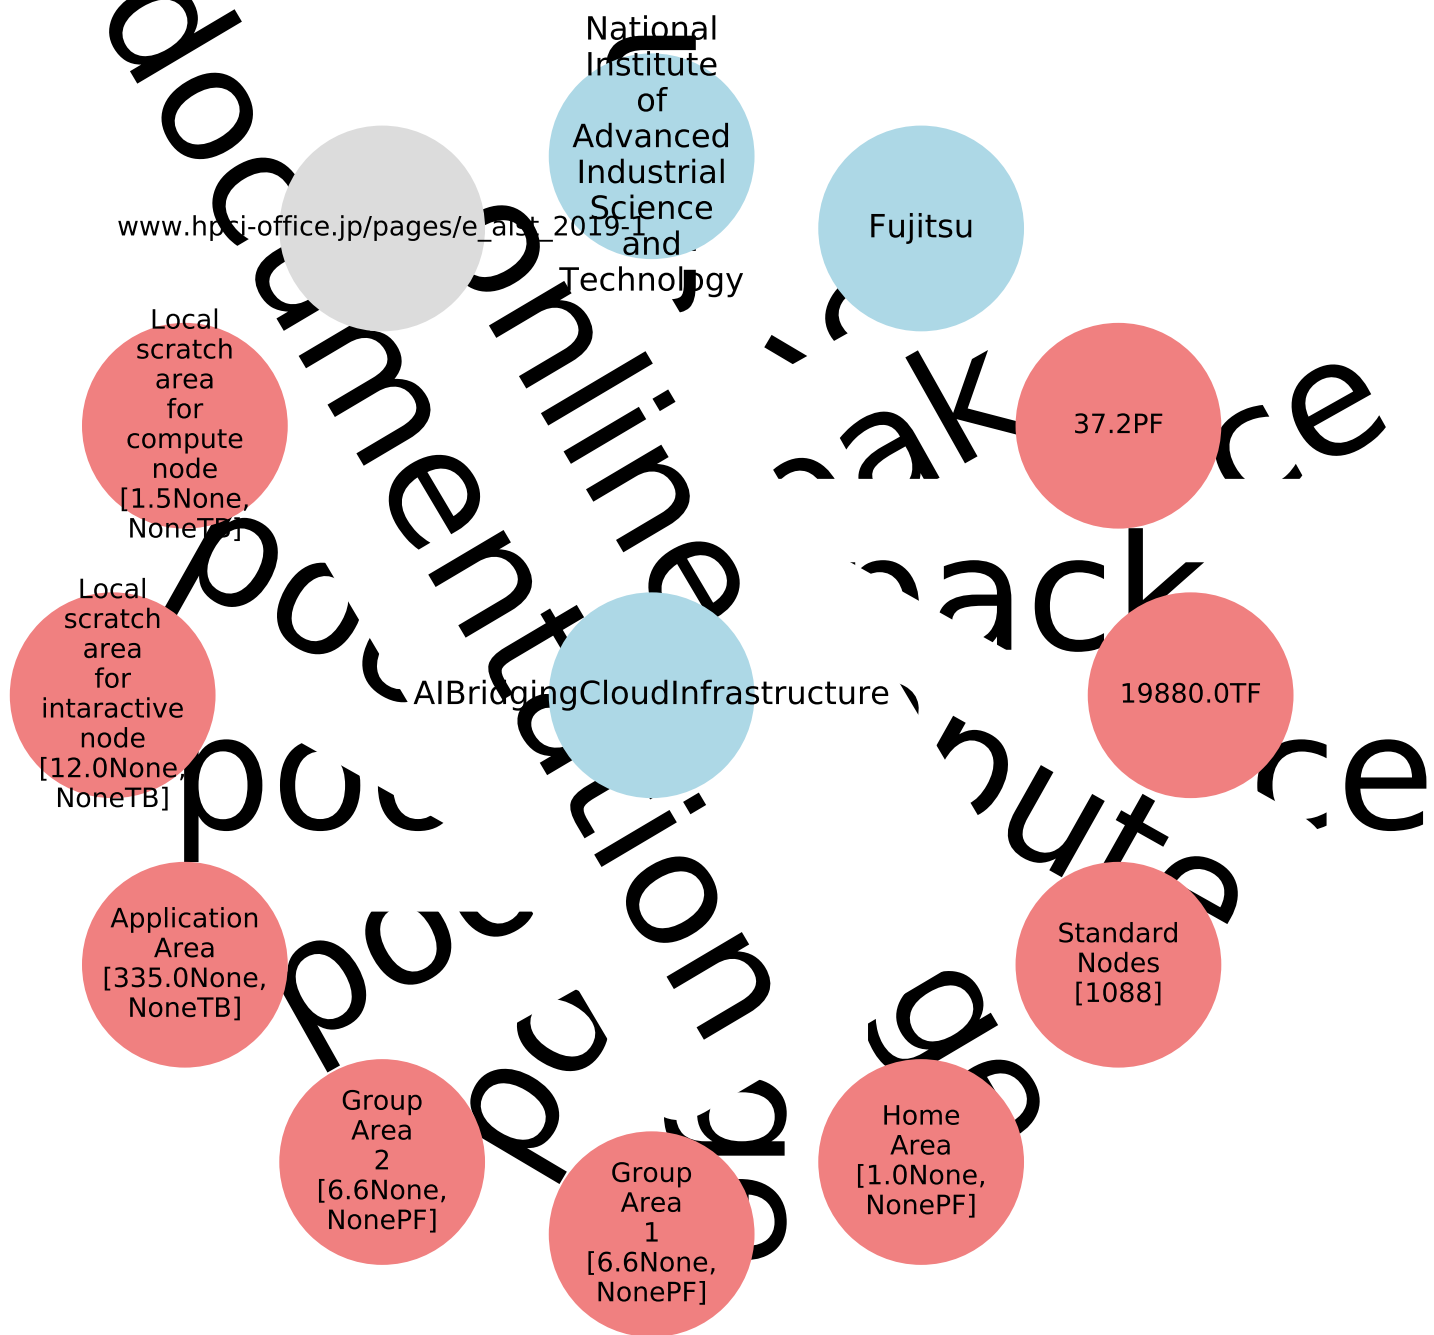 National
Institute
of
Advanced
Industrial
Science
and
Technology
Fujitsu
www.hpci-office.jp/pages/e_aist_2019-1
online
documentation
Local
scratch
area
for
compute
node
[1.5None,
NoneTB]
37.2PF
Local
scratch
area
for
intaractive
node
[12.0None,
NoneTB]
AIBridgingCloudInfrastructure
19880.0TF
Application
Area
[335.0None,
NoneTB]
Standard
Nodes
[1088]
Group
Area
2
[6.6None,
NonePF]
Group
Area
1
[6.6None,
NonePF]
Home
Area
[1.0None,
NonePF]